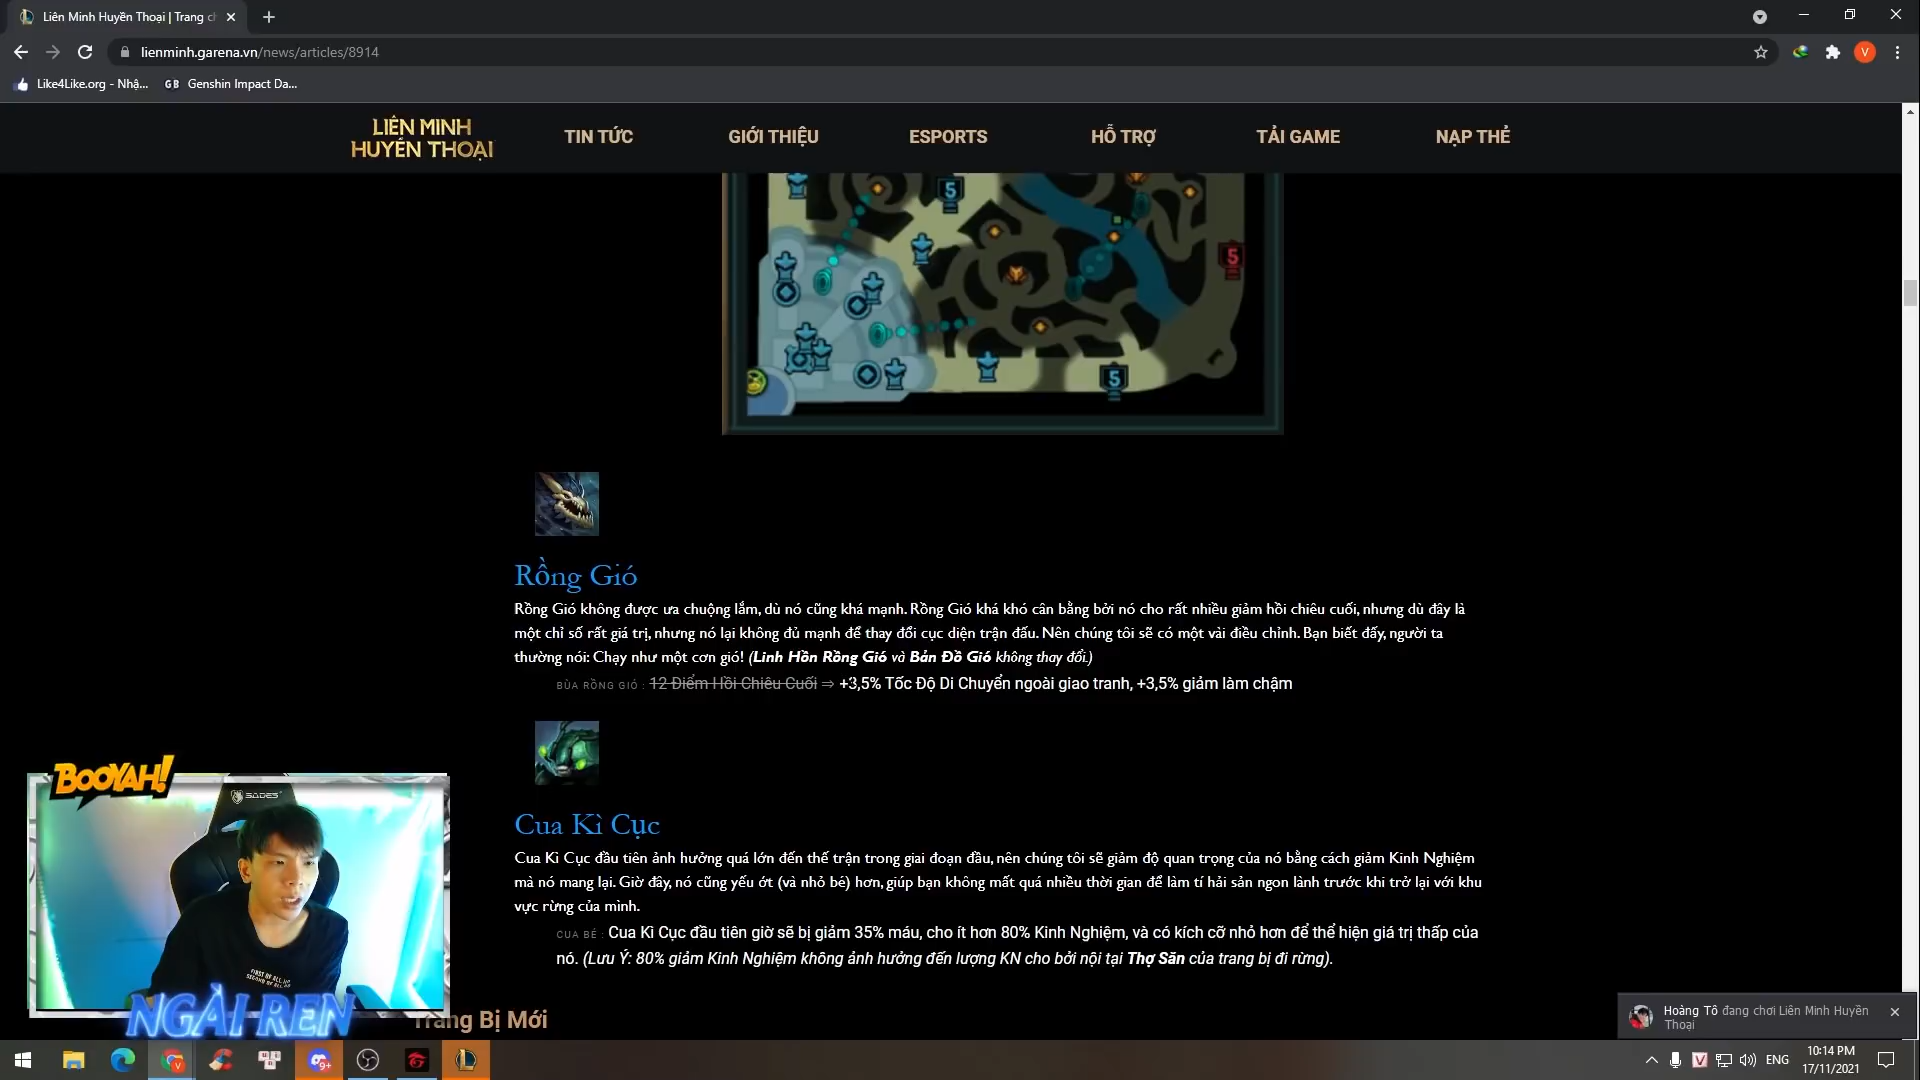 Liên Minh Huyền Thoại | Trang ch
lienminh.garena.vn/news/articles/8914
V
Like4Like.org - Nhậ...
GB Genshin Impact Da...
LIÊN MINH
HUYỀN THOẠI
TIN TỨC
GIỚI THIỆU
ESPORTS
HỖ TRỢ
TẢI GAME
NẠP THẺ
5
5
5
Rồng Gió
Rồng Gió không được ưa chuộng lắm, dù nó cũng khá mạnh. Rồng Gió khá khó cân bằng bởi nó cho rất nhiều giảm hồi chiêu cuối, nhưng dù đây là
một chỉ số rất giá trị, nhưng nó lại không đủ mạnh để thay đổi cục diện trận đấu. Nên chúng tôi sẽ có một vài điều chỉnh. Bạn biết đấy, người ta
thường nói: Chạy như một cơn gió! (Linh Hồn Rồng Gió và Bản Đồ Gió không thay đổi.)
BÙA RỒNG GIÓ : 12 Điểm Hồi Chiêu Cuối ⇒ +3,5% Tốc Độ Di Chuyển ngoài giao tranh, +3,5% giảm làm chậm
Cua Kì Cục
Cua Kì Cục đầu tiên ảnh hưởng quá lớn đến thế trận trong giai đoạn đầu, nên chúng tôi sẽ giảm độ quan trọng của nó bằng cách giảm Kinh Nghiệm
mà nó mang lại. Giờ đây, nó cũng yếu ớt (và nhỏ bé) hơn, giúp bạn không mất quá nhiều thời gian để làm tí hải sản ngon lành trước khi trở lại với khu
vực rừng của mình.
CUA BÉ : Cua Kì Cục đầu tiên giờ sẽ bị giảm 35% máu, cho ít hơn 80% Kinh Nghiệm, và có kích cỡ nhỏ hơn để thể hiện giá trị thấp của
nó. (Lưu Ý: 80% giảm Kinh Nghiệm không ảnh hưởng đến lượng KN cho bởi nội tại Thợ Săn của trang bị đi rừng).
Trang Bị Mới
BOOYAH!
SADES
FIRST OF ALL
SECOND OF ALL
NGÀI REN
Hoàng Tô đang chơi Liên Minh Huyền
Thoại
9+
V
ENG
10:14 PM
17/11/2021